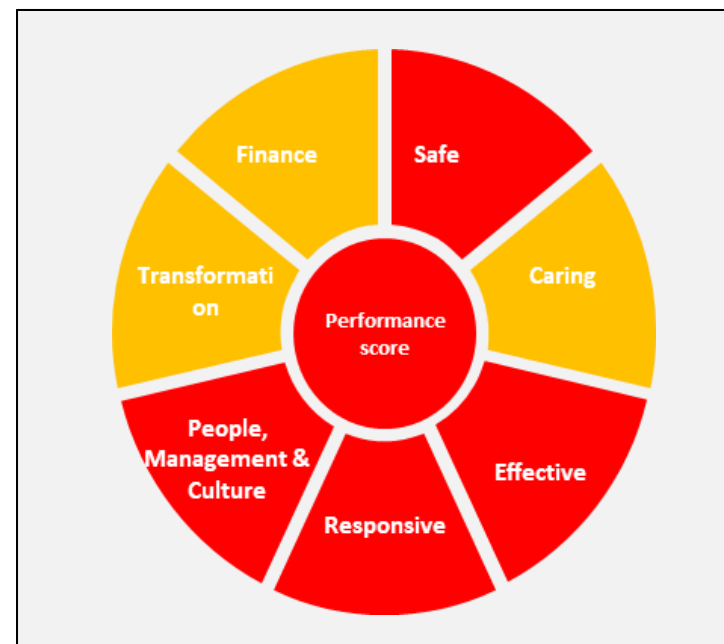 Finance
Safe
Transformati
on
Caring
Performance
score
People,
Management &
Culture
Effective
Responsive